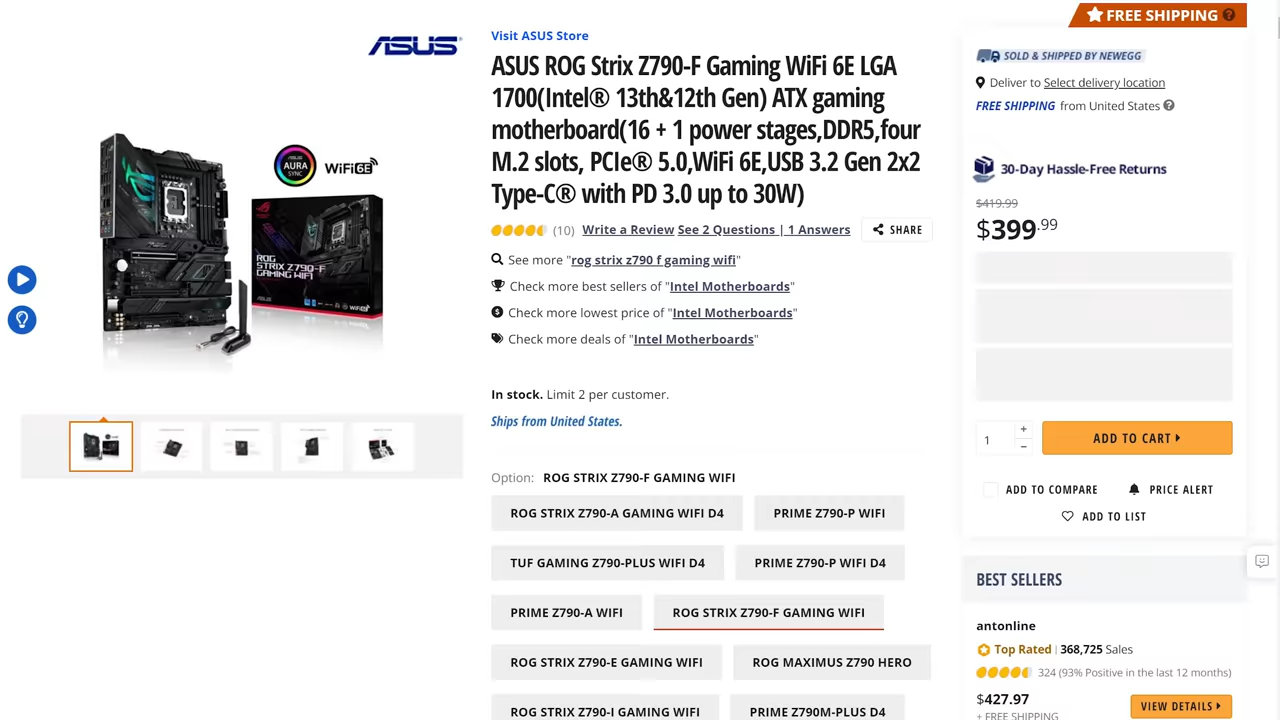 FREE SHIPPING
ASUS
AURA
SYNC
WiFi 6E
ROG
STRIX Z790-F
GAMING WIFI
Visit ASUS Store
ASUS ROG Strix Z790-F Gaming WiFi 6E LGA
1700(Intel® 13th&12th Gen) ATX gaming
motherboard(16 + 1 power stages,DDR5,four
M.2 slots, PCIe® 5.0,WiFi 6E,USB 3.2 Gen 2x2
Type-C® with PD 3.0 up to 30W)
(10) Write a Review See 2 Questions | 1 Answers SHARE
See more "rog strix z790 f gaming wifi"
Check more best sellers of "Intel Motherboards"
Check more lowest price of "Intel Motherboards"
Check more deals of "Intel Motherboards"
In stock. Limit 2 per customer.
Ships from United States.
Option: ROG STRIX Z790-F GAMING WIFI
ROG STRIX Z790-A GAMING WIFI D4 PRIME Z790-P WIFI
TUF GAMING Z790-PLUS WIFI D4 PRIME Z790-P WIFI D4
PRIME Z790-A WIFI ROG STRIX Z790-F GAMING WIFI
ROG STRIX Z790-E GAMING WIFI ROG MAXIMUS Z790 HERO
ROG STRIX Z790-I GAMING WIFI PRIME Z790M-PLUS D4
SOLD & SHIPPED BY NEWEGG
Deliver to Select delivery location
FREE SHIPPING from United States
30-Day Hassle-Free Returns
$419.99
$399.99
1 + −
ADD TO CART
ADD TO COMPARE PRICE ALERT
ADD TO LIST
BEST SELLERS
antonline
Top Rated | 368,725 Sales
324 (93% Positive in the last 12 months)
$427.97
+ FREE SHIPPING
VIEW DETAILS